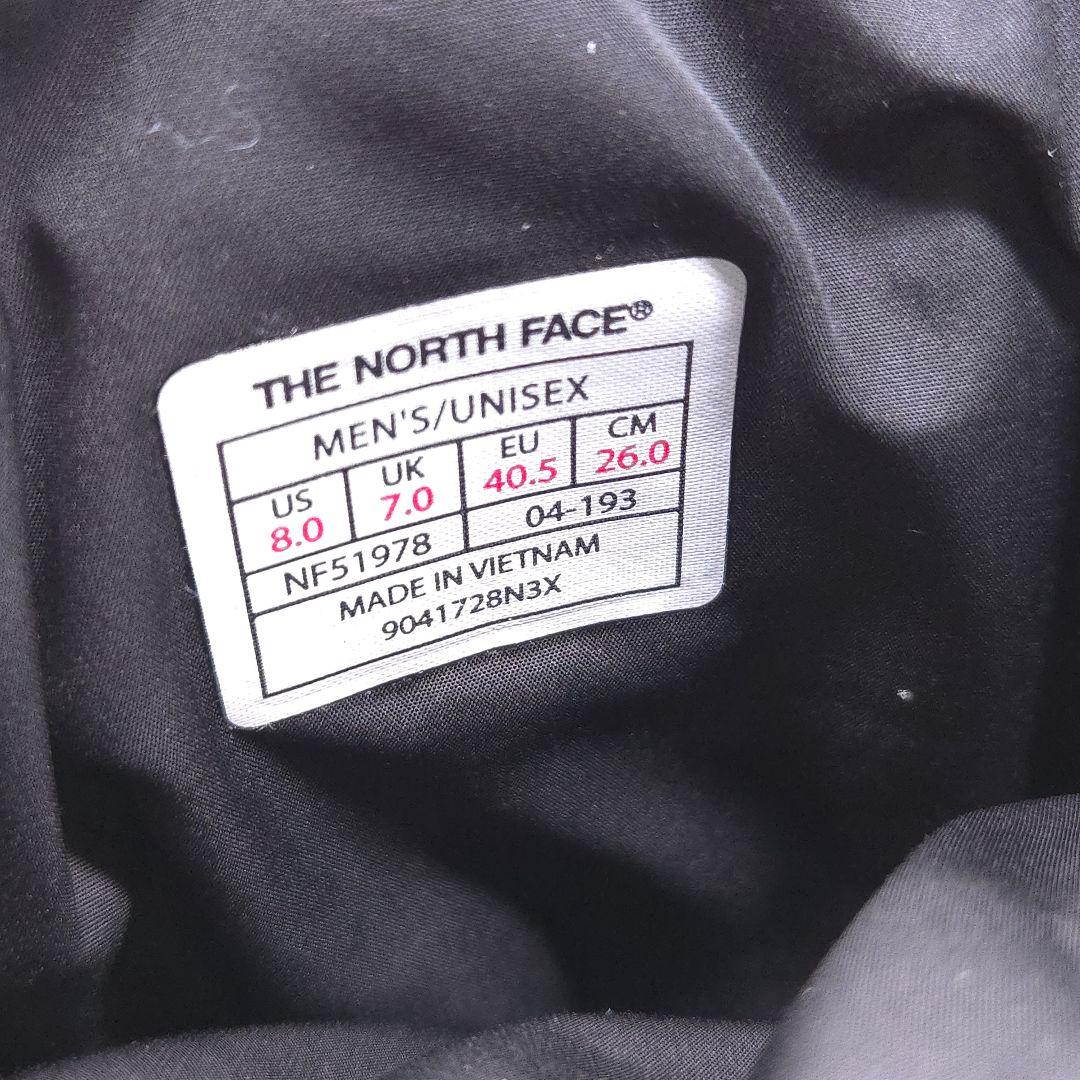 THE NORTH FACE®
MEN'S/UNISEX
US UK EU CM
8.0 7.0 40.5 26.0
NF51978 04-193
MADE IN VIETNAM
9041728N3X